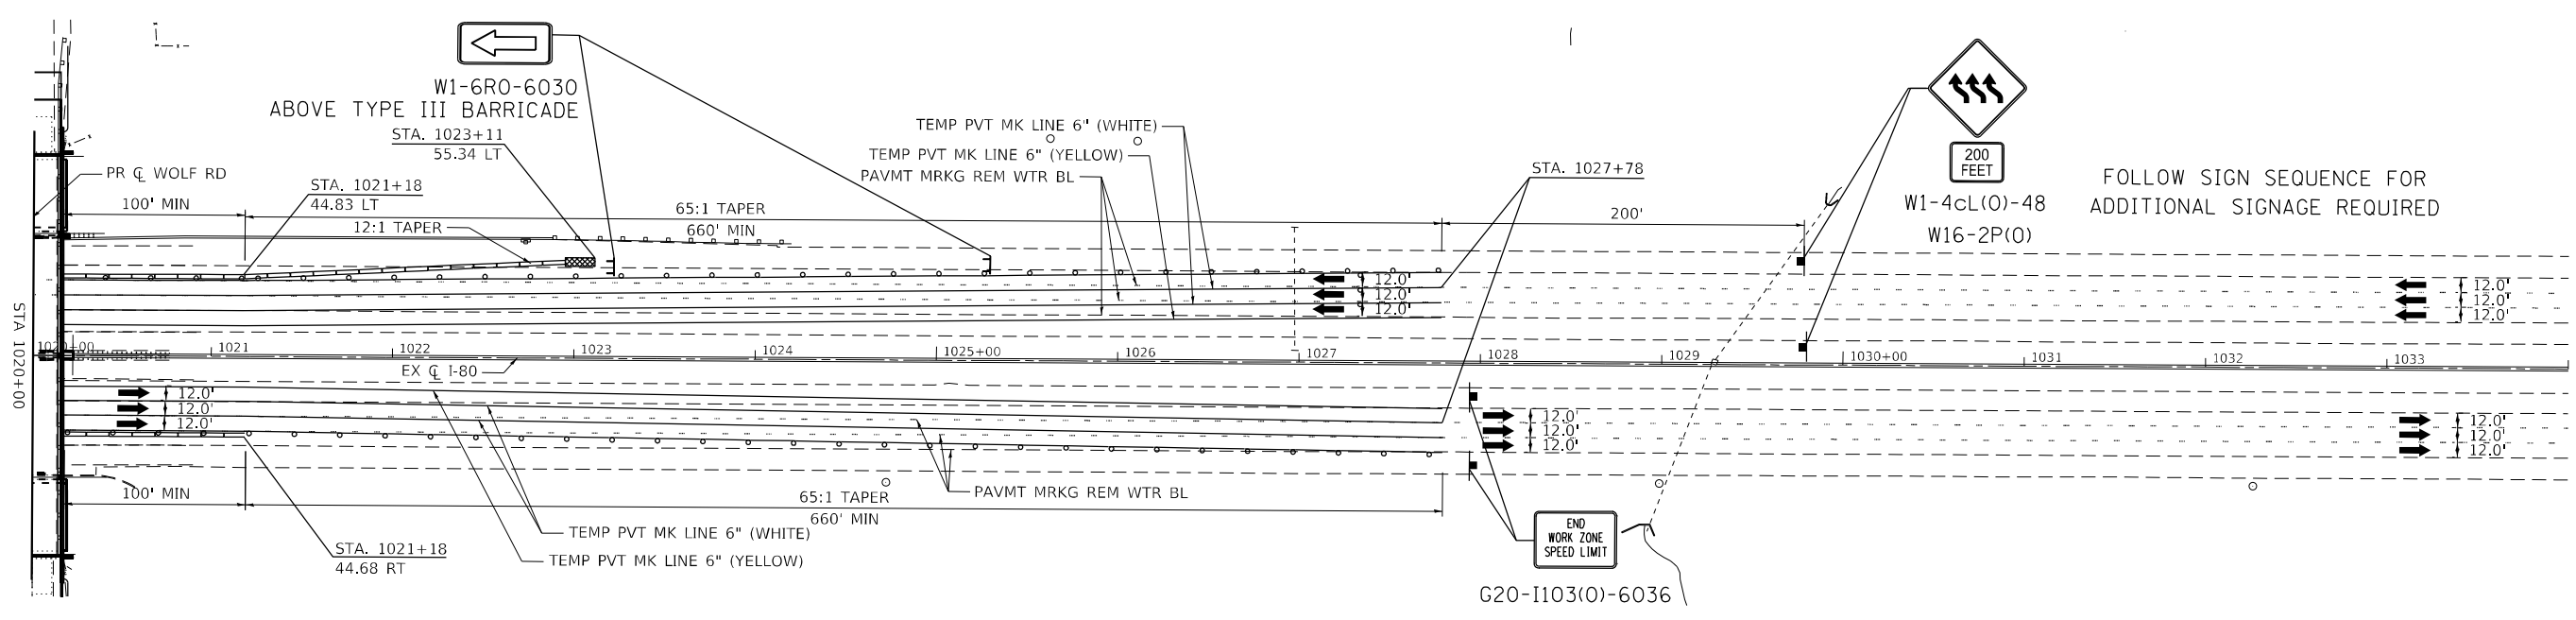 W1-6RO-6030
ABOVE TYPE III BARRICADE
STA. 1023+11
55.34 LT
PR ℄ WOLF RD
STA. 1021+18
44.83 LT
100' MIN
12:1 TAPER
65:1 TAPER
660' MIN
TEMP PVT MK LINE 6" (WHITE)
TEMP PVT MK LINE 6" (YELLOW)
PAVMT MRKG REM WTR BL
STA. 1027+78
200'
200
FEET
W1-4cL(O)-48
W16-2P(O)
FOLLOW SIGN SEQUENCE FOR
ADDITIONAL SIGNAGE REQUIRED
12.0'
12.0'
12.0'
12.0'
12.0'
12.0'
STA 1020+00
1020+00
1021
1022
1023
1024
1025+00
1026
1027
1028
1029
1030+00
1031
1032
1033
EX ℄ I-80
12.0'
12.0'
12.0'
12.0'
12.0'
12.0'
12.0'
12.0'
12.0'
100' MIN
65:1 TAPER
660' MIN
PAVMT MRKG REM WTR BL
TEMP PVT MK LINE 6" (WHITE)
TEMP PVT MK LINE 6" (YELLOW)
STA. 1021+18
44.68 RT
END
WORK ZONE
SPEED LIMIT
G20-I103(O)-6036